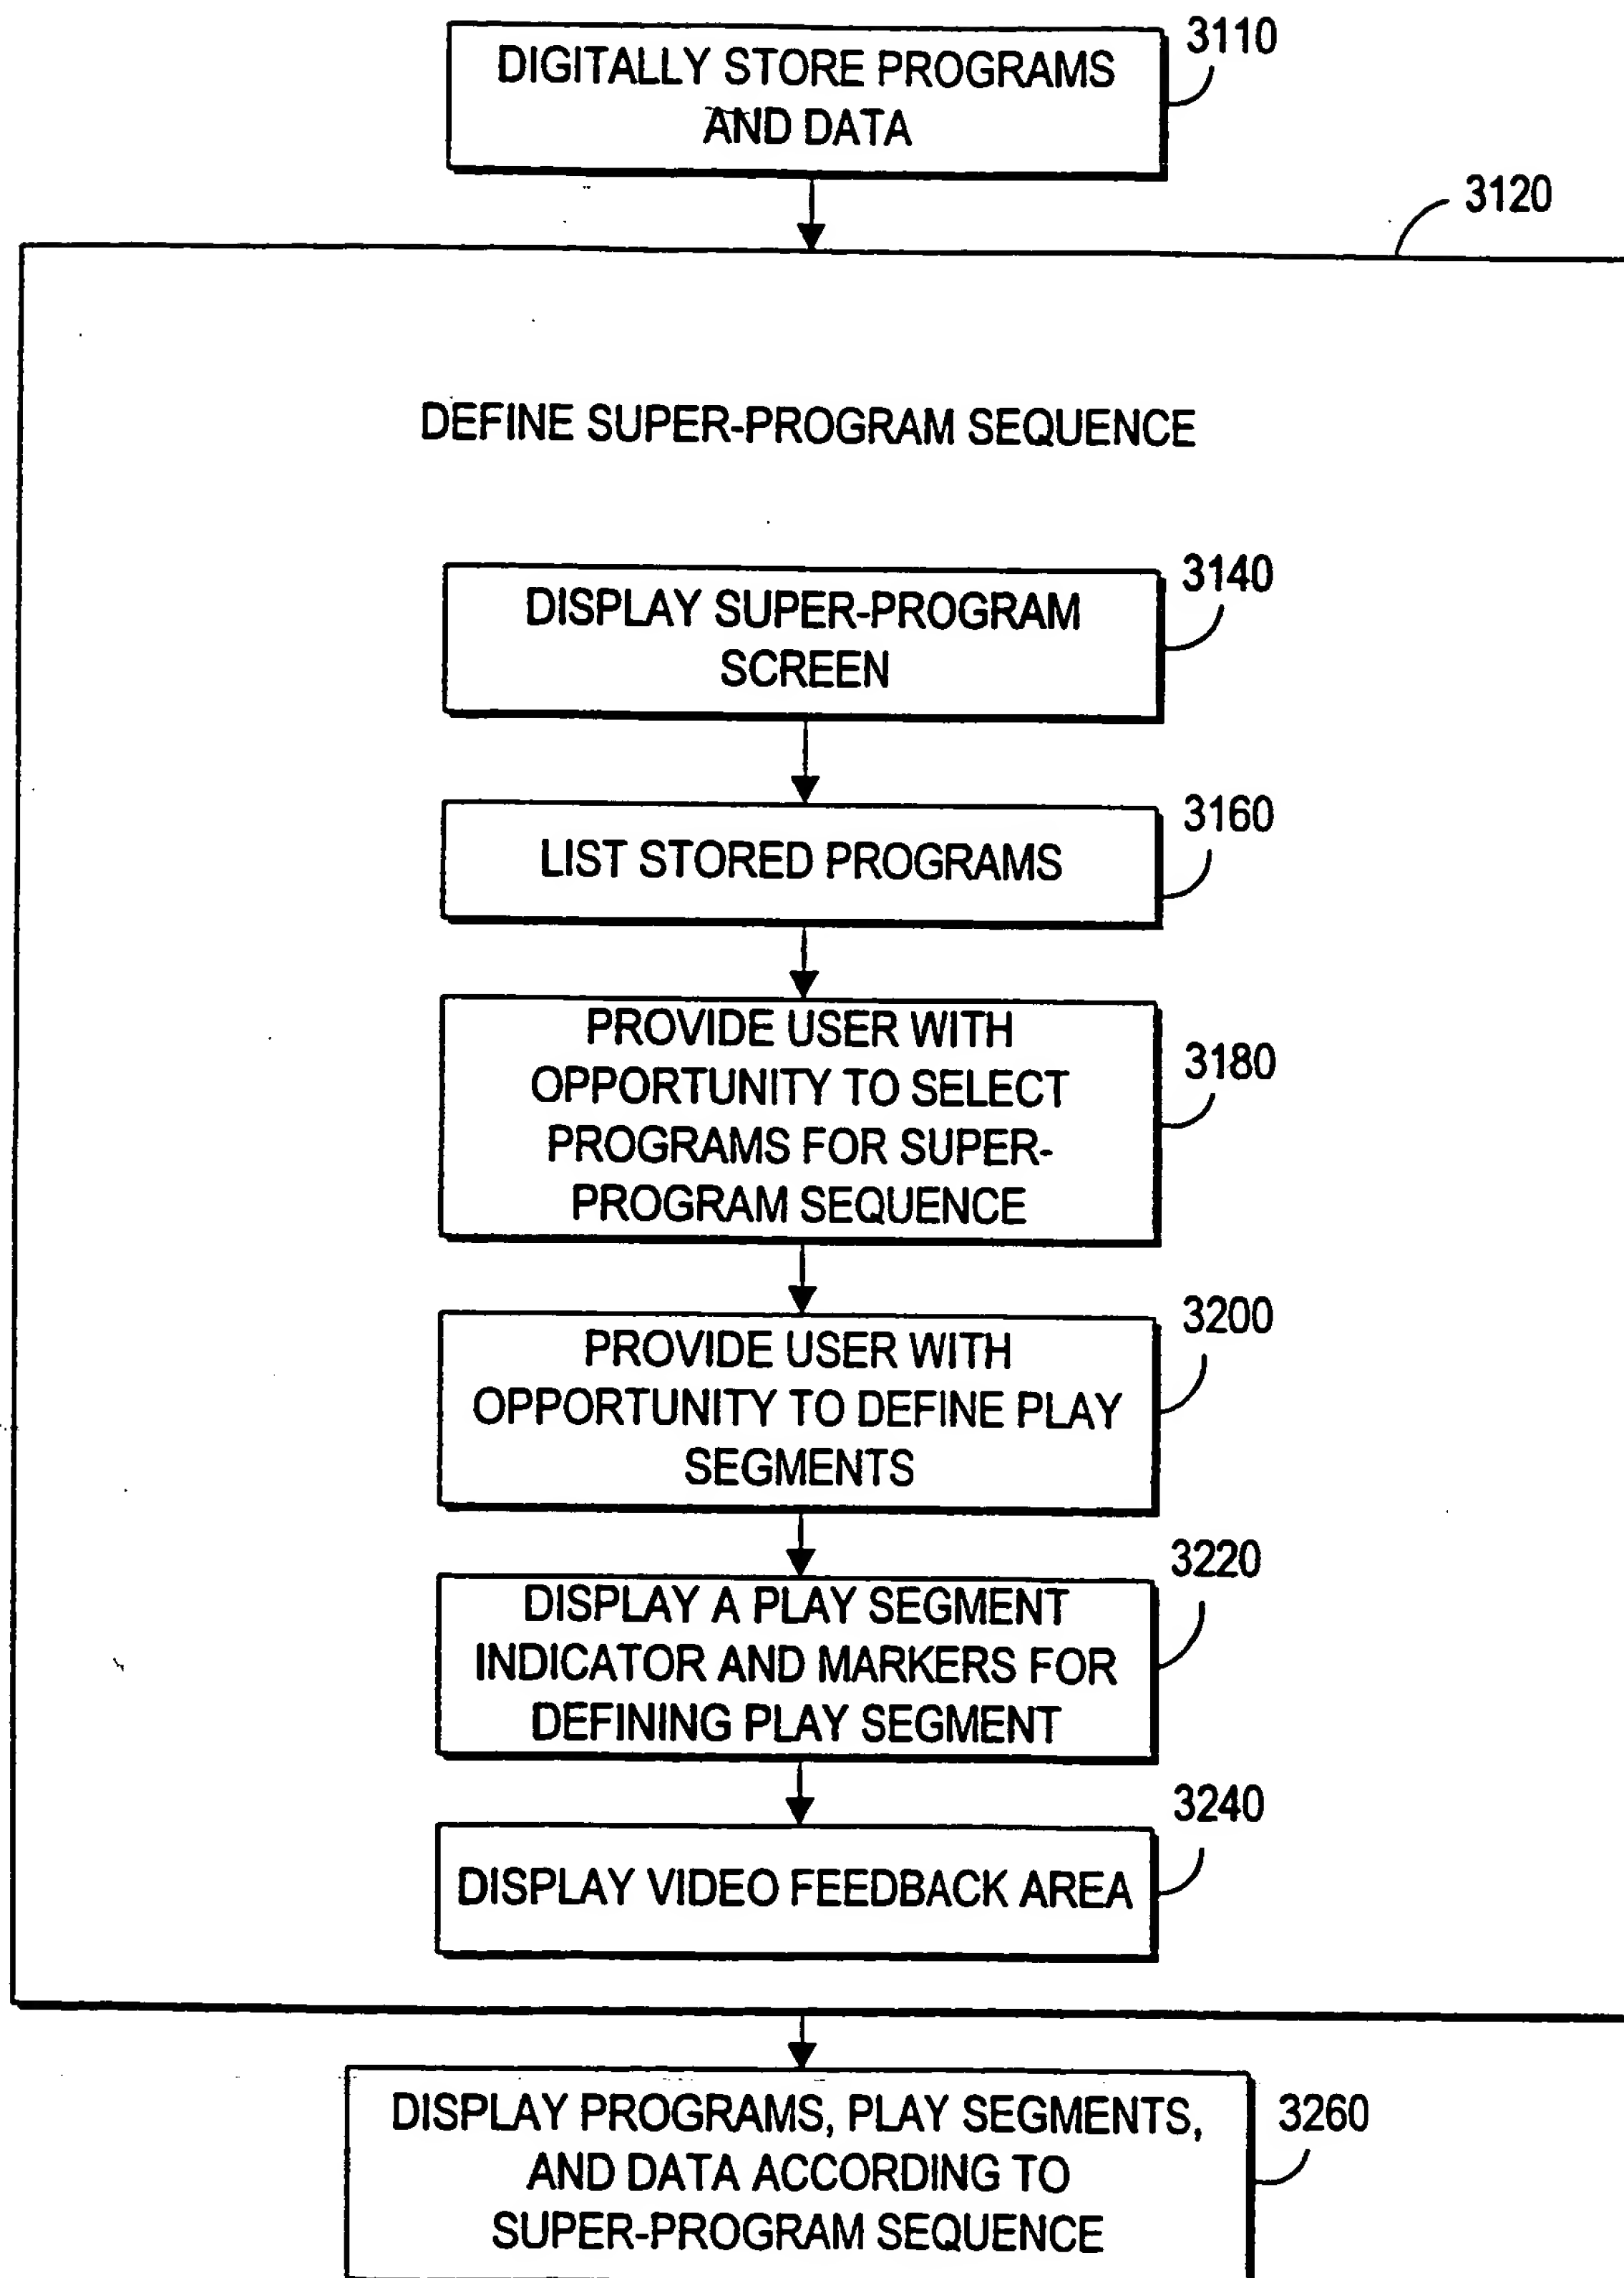 3110
DIGITALLY STORE PROGRAMS
AND DATA
3120
DEFINE SUPER-PROGRAM SEQUENCE
3140
DISPLAY SUPER-PROGRAM
SCREEN
3160
LIST STORED PROGRAMS
PROVIDE USER WITH
3180
OPPORTUNITY TO SELECT
PROGRAMS FOR SUPER-
PROGRAM SEQUENCE
3200
PROVIDE USER WITH
OPPORTUNITY TO DEFINE PLAY
SEGMENTS
3220
DISPLAY A PLAY SEGMENT
INDICATOR AND MARKERS FOR
DEFINING PLAY SEGMENT
3240
DISPLAY VIDEO FEEDBACK AREA
3260
DISPLAY PROGRAMS, PLAY SEGMENTS,
AND DATA ACCORDING TO
SUPER-PROGRAM SEQUENCE